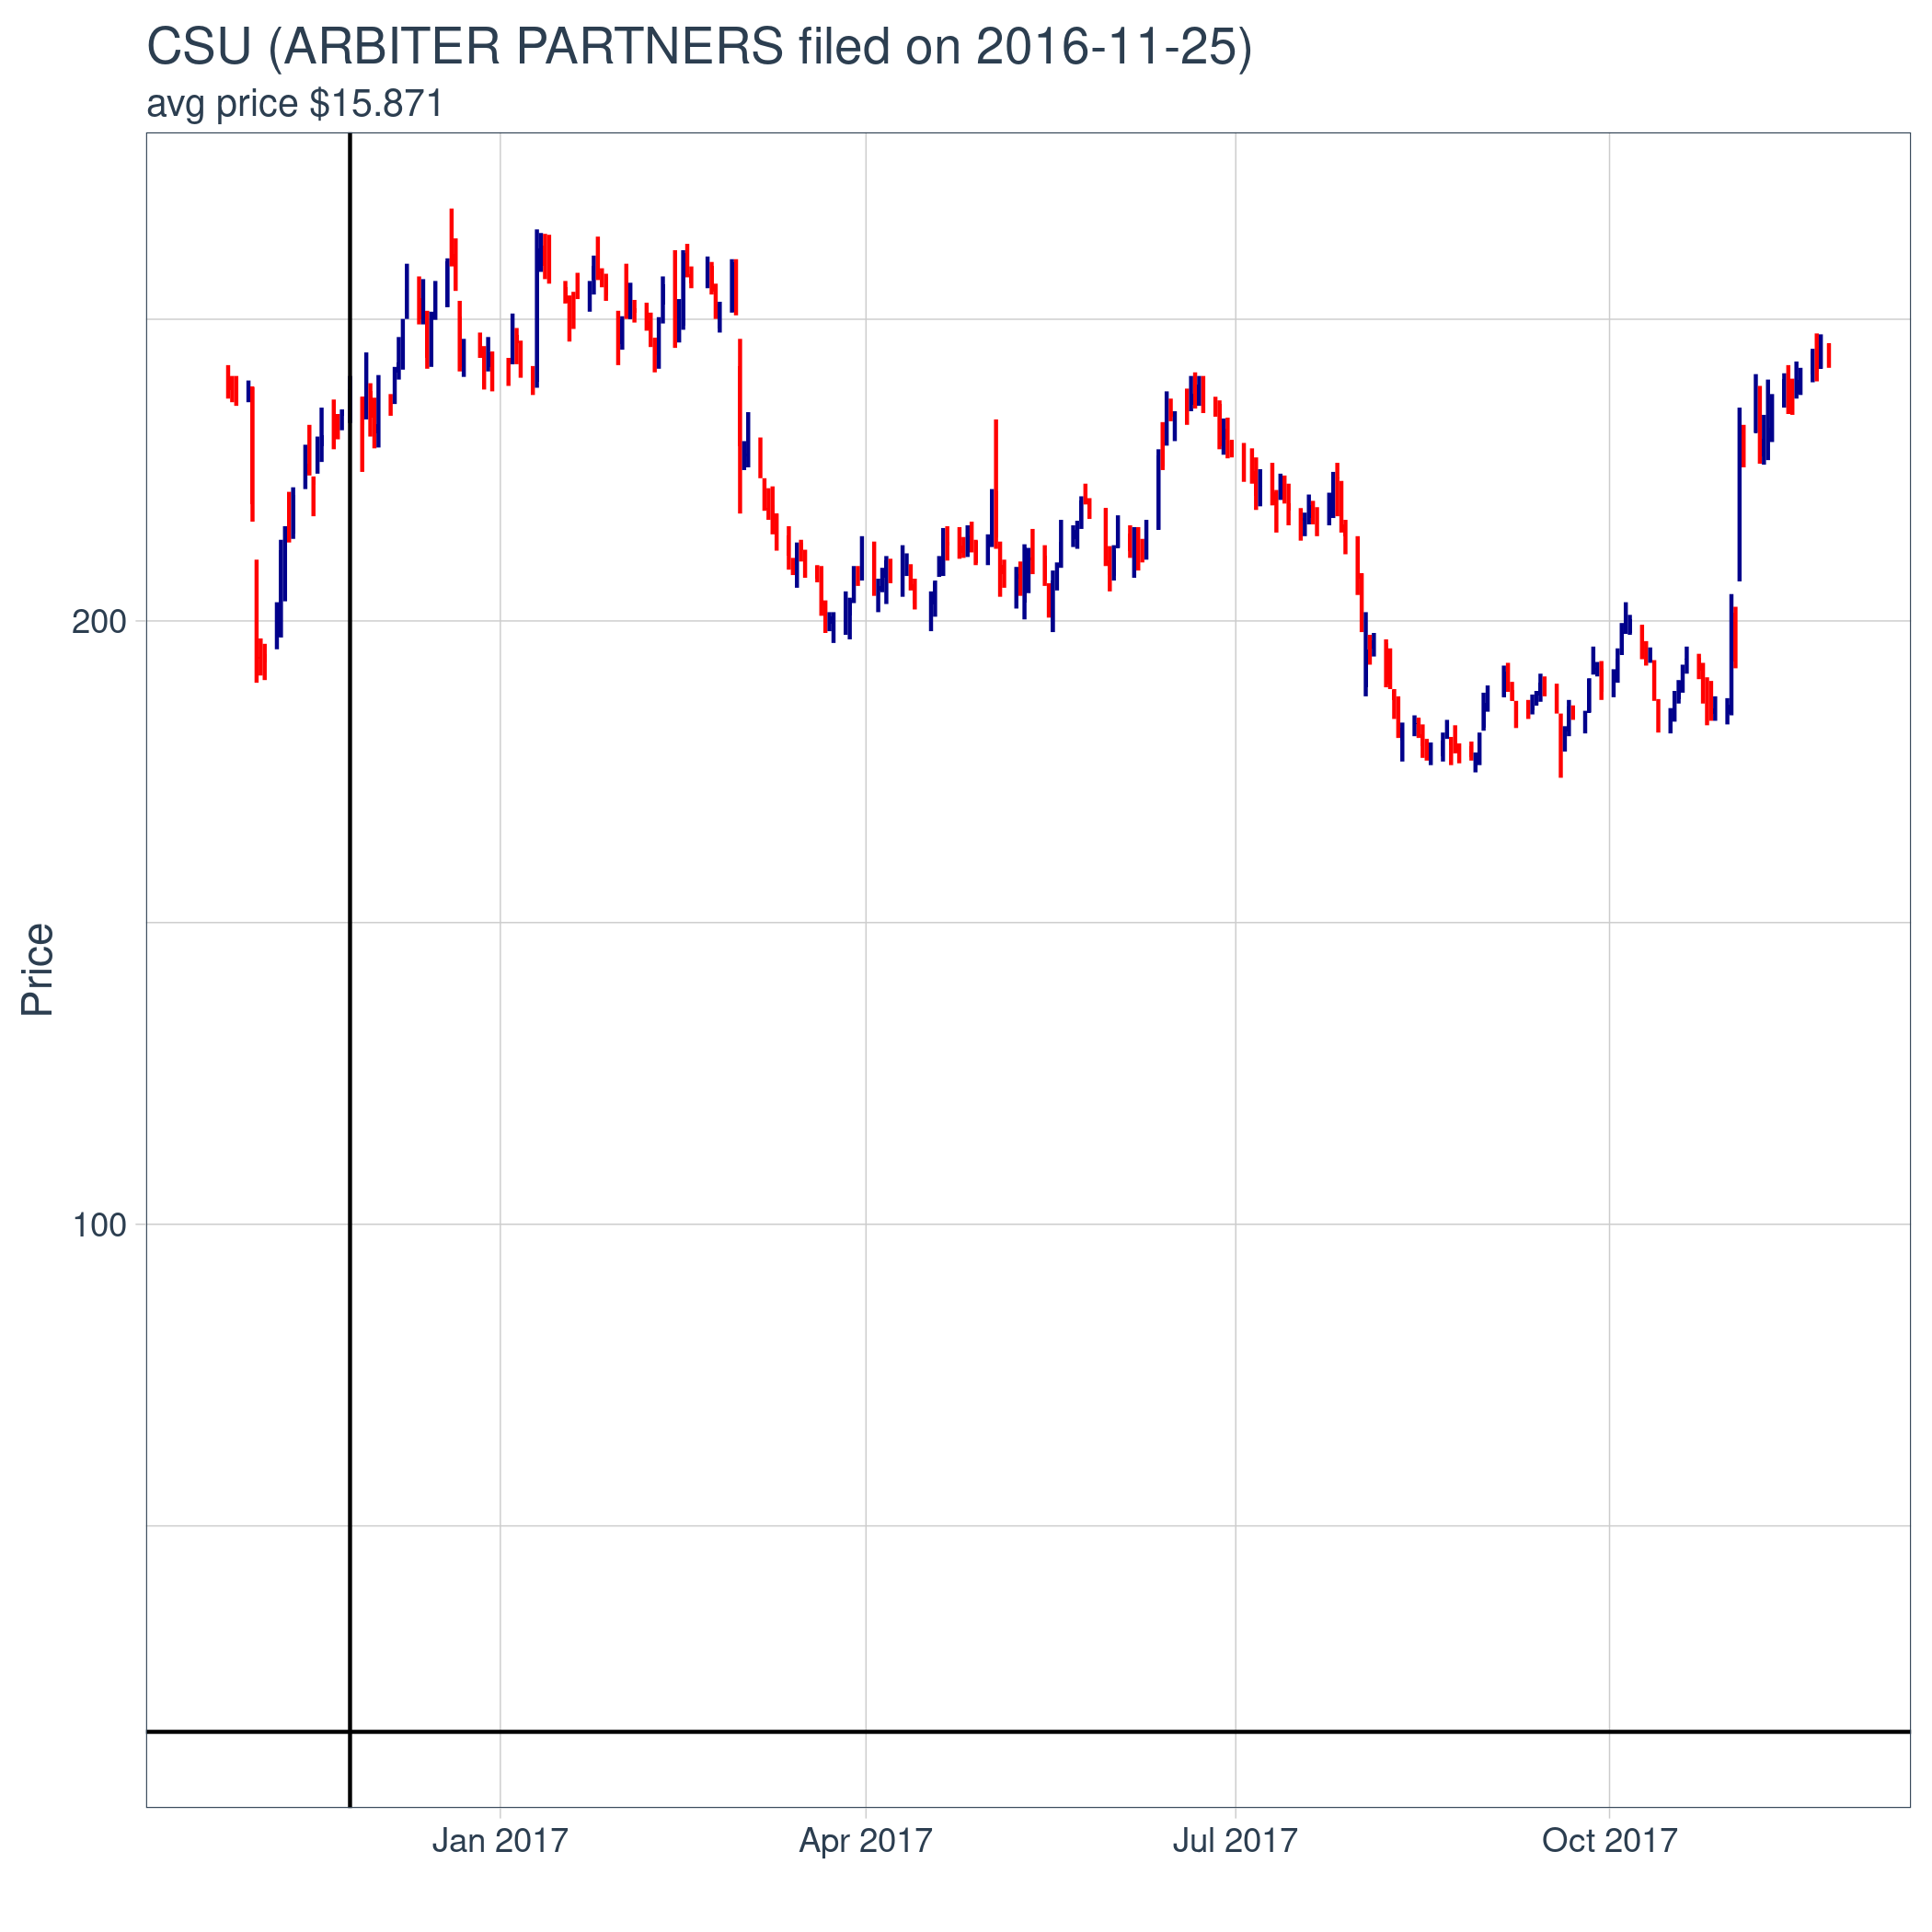 CSU (ARBITER PARTNERS filed on 2016-11-25)
avg price $15.871
Price
200
100
Jan 2017
Apr 2017
Jul 2017
Oct 2017